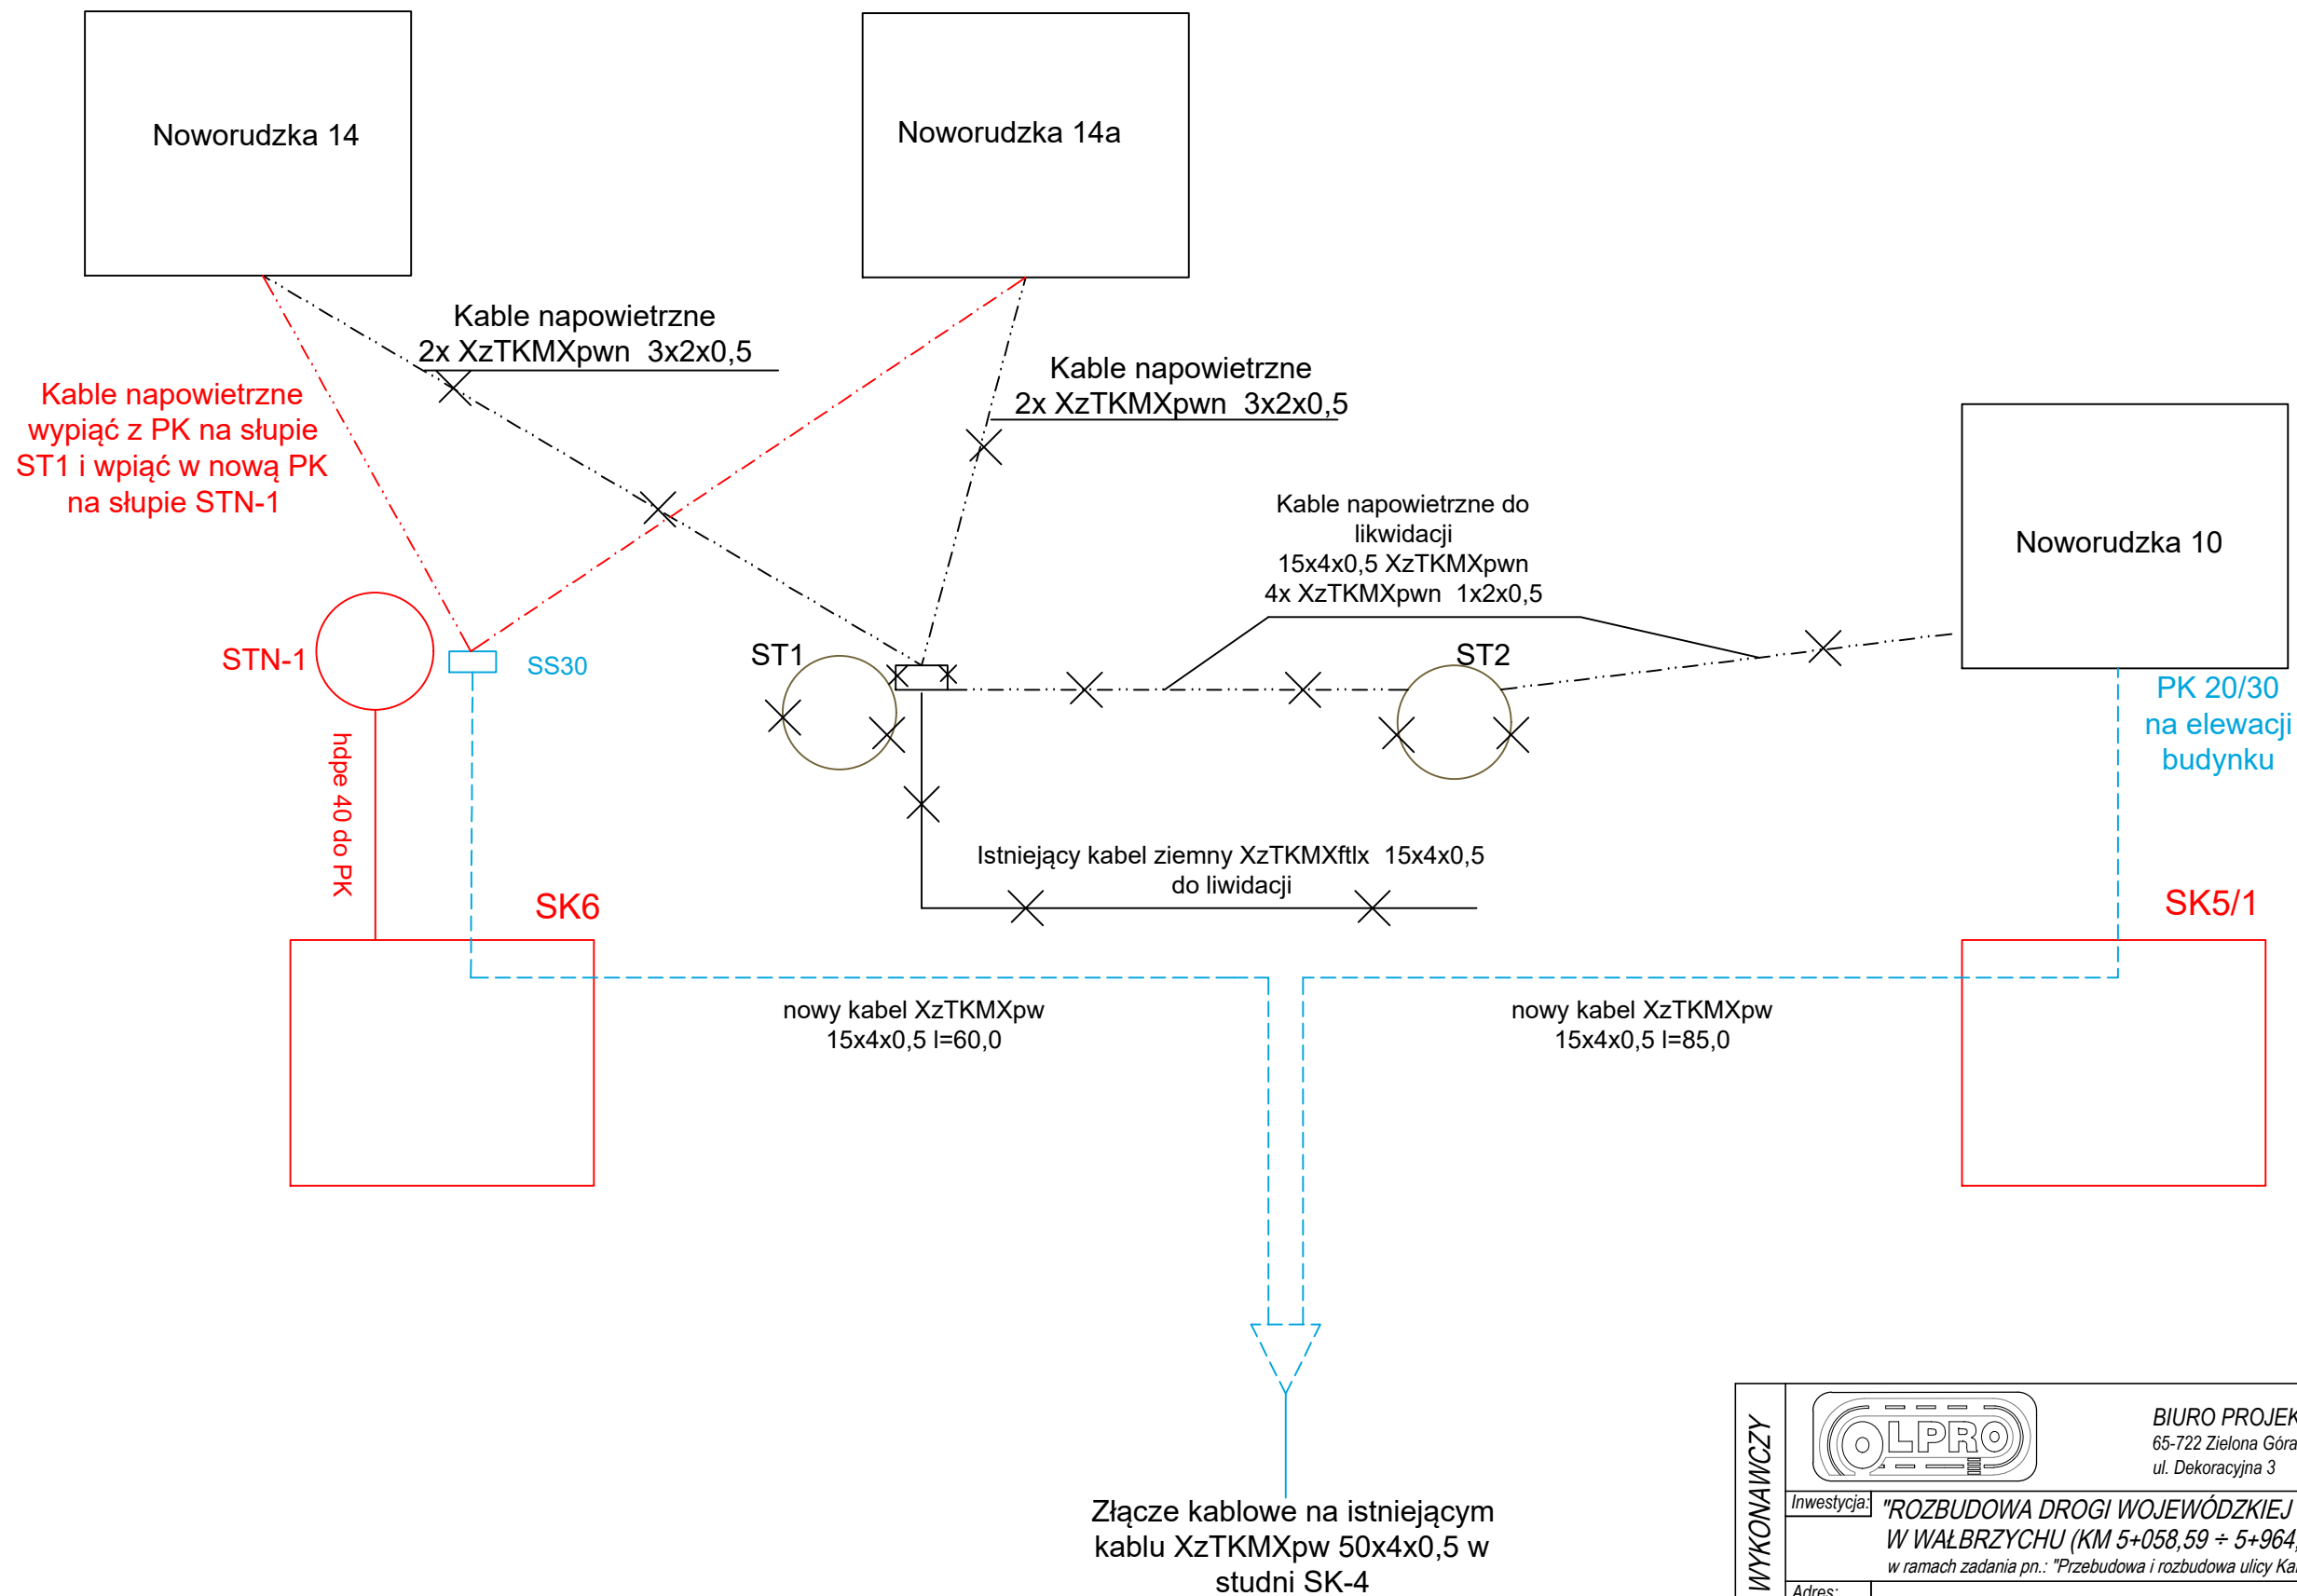 Noworudzka 14
Noworudzka 14a
Kable napowietrzne
2x XzTKMXpwn 3x2x0,5
Kable napowietrzne
2x XzTKMXpwn 3x2x0,5
Kable napowietrzne
wypiąć z PK na słupie
ST1 i wpiąć w nową PK
na słupie STN-1
Kable napowietrzne do
likwidacji
15x4x0,5 XzTKMXpwn
4x XzTKMXpwn 1x2x0,5
Noworudzka 10
STN-1
SS30
ST1
ST2
PK 20/30
na elewacji
budynku
hdpe 40 do PK
Istniejący kabel ziemny XzTKMXftlx 15x4x0,5
do liwidacji
SK6
SK5/1
nowy kabel XzTKMXpw
15x4x0,5 l=60,0
nowy kabel XzTKMXpw
15x4x0,5 l=85,0
Złącze kablowe na istniejącym
kablu XzTKMXpw 50x4x0,5 w
studni SK-4
WYKONAWCZY
OLPRO
BIURO PROJEK
65-722 Zielona Góra
ul. Dekoracyjna 3
Inwestycja:
"ROZBUDOWA DROGI WOJEWÓDZKIEJ
W WAŁBRZYCHU (KM 5+058,59 ÷ 5+964,
w ramach zadania pn.: "Przebudowa i rozbudowa ulicy Ka
Adres: